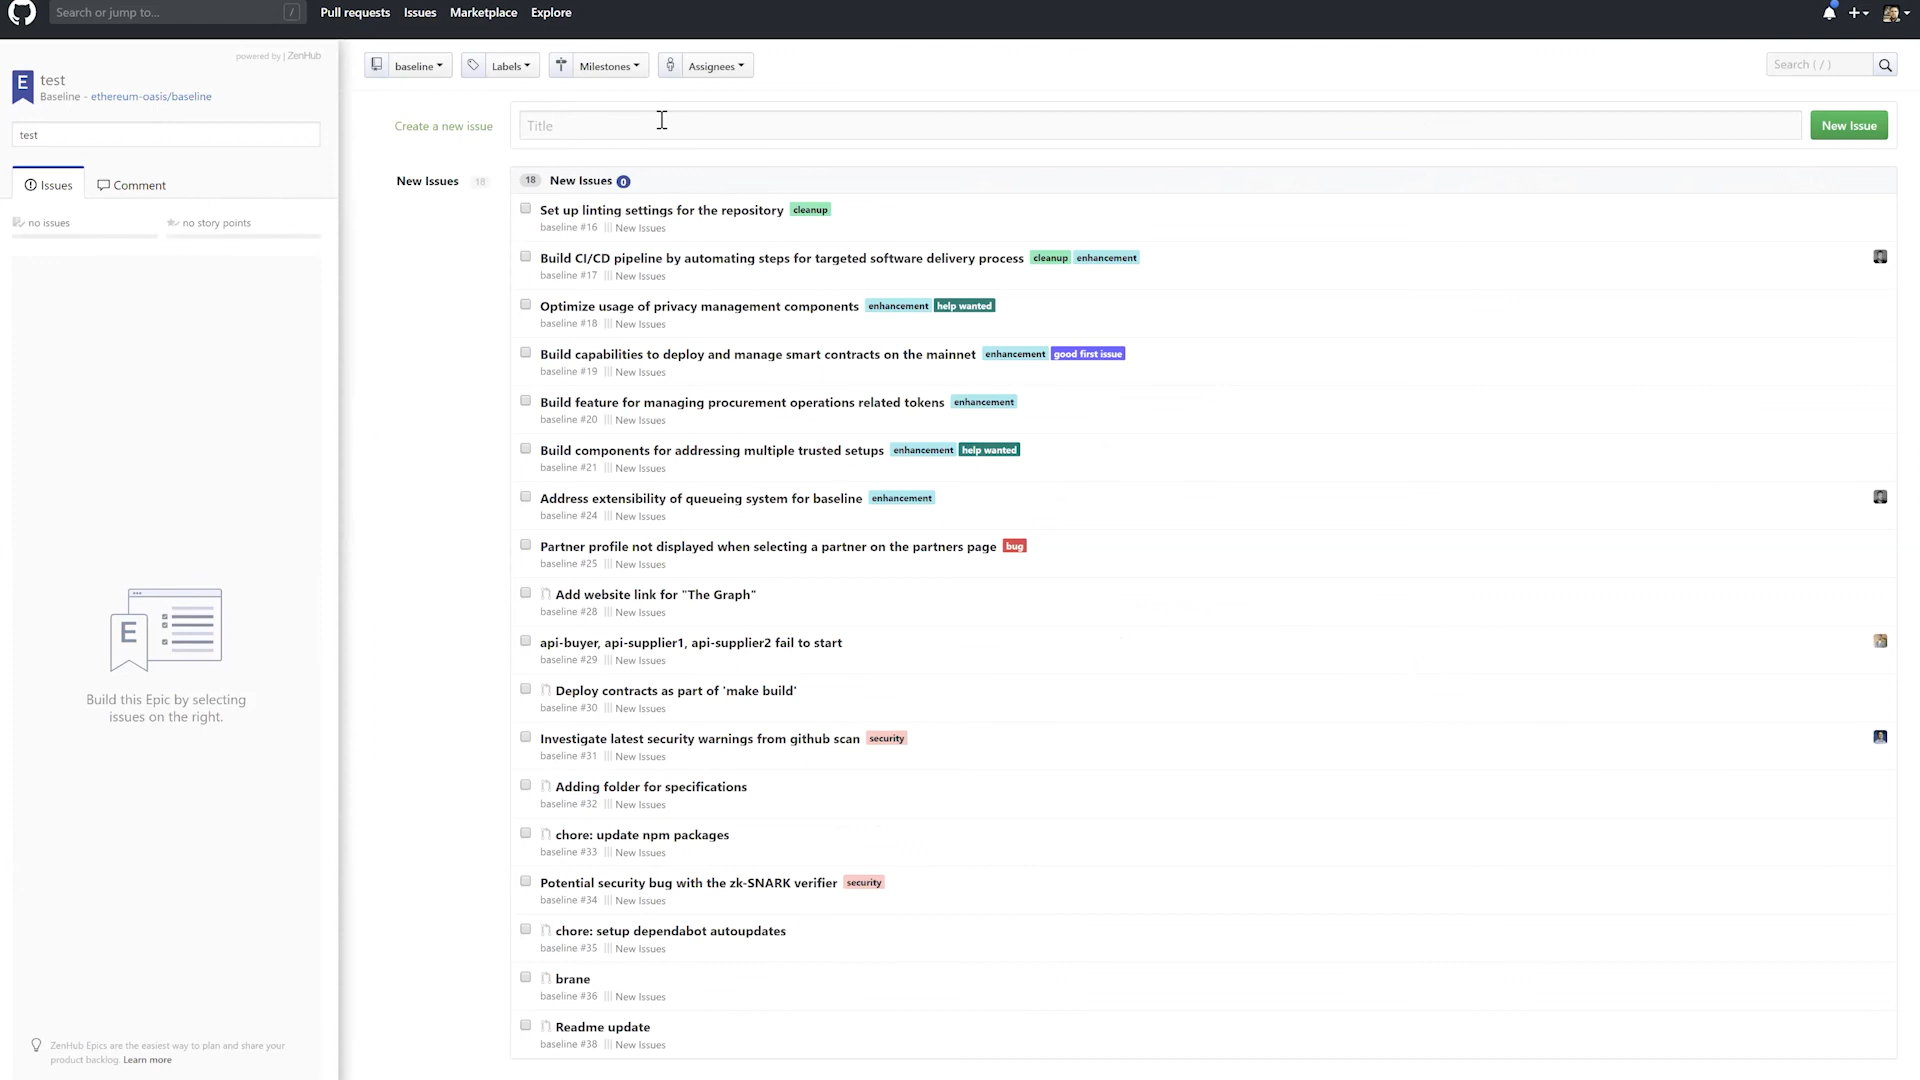 Search or jump to...
/
Pull requests
Issues
Marketplace
Explore
powered by | ZenHub
E
test
Baseline - ethereum-oasis/baseline
test
Issues
Comment
no issues
no story points
E
Build this Epic by selecting
issues on the right.
ZenHub Epics are the easiest way to plan and share your
product backlog. Learn more
baseline
Labels
Milestones
Assignees
Search ( / )
Create a new issue
Title
New Issue
New Issues 18
18 New Issues 0
Set up linting settings for the repository cleanup
baseline #16 New Issues
Build CI/CD pipeline by automating steps for targeted software delivery process cleanup enhancement
baseline #17 New Issues
Optimize usage of privacy management components enhancement help wanted
baseline #18 New Issues
Build capabilities to deploy and manage smart contracts on the mainnet enhancement good first issue
baseline #19 New Issues
Build feature for managing procurement operations related tokens enhancement
baseline #20 New Issues
Build components for addressing multiple trusted setups enhancement help wanted
baseline #21 New Issues
Address extensibility of queueing system for baseline enhancement
baseline #24 New Issues
Partner profile not displayed when selecting a partner on the partners page bug
baseline #25 New Issues
Add website link for "The Graph"
baseline #28 New Issues
api-buyer, api-supplier1, api-supplier2 fail to start
baseline #29 New Issues
Deploy contracts as part of 'make build'
baseline #30 New Issues
Investigate latest security warnings from github scan security
baseline #31 New Issues
Adding folder for specifications
baseline #32 New Issues
chore: update npm packages
baseline #33 New Issues
Potential security bug with the zk-SNARK verifier security
baseline #34 New Issues
chore: setup dependabot autoupdates
baseline #35 New Issues
brane
baseline #36 New Issues
Readme update
baseline #38 New Issues